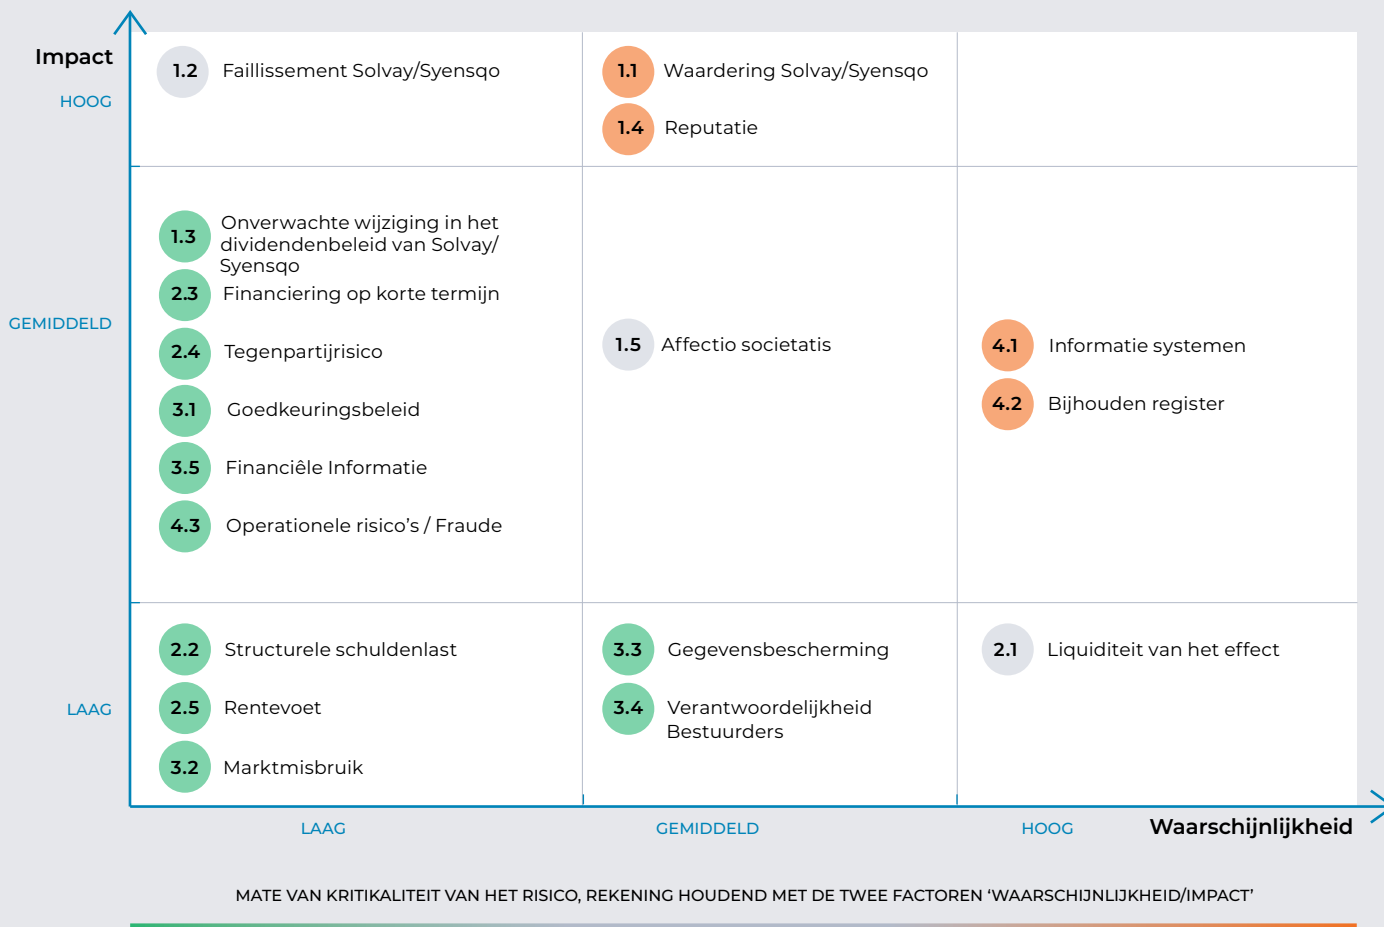 Impact
HOOG
1.2 Faillissement Solvay/Syensqo
1.1 Waardering Solvay/Syensqo
1.4 Reputatie
GEMIDDELD
1.3 Onverwachte wijziging in het
dividendenbeleid van Solvay/
Syensqo
2.3 Financiering op korte termijn
2.4 Tegenpartijrisico
3.1 Goedkeuringsbeleid
3.5 Financiêle Informatie
4.3 Operationele risico’s / Fraude
1.5 Affectio societatis
4.1 Informatie systemen
4.2 Bijhouden register
LAAG
2.2 Structurele schuldenlast
2.5 Rentevoet
3.2 Marktmisbruik
3.3 Gegevensbescherming
3.4 Verantwoordelijkheid
Bestuurders
2.1 Liquiditeit van het effect
LAAG
GEMIDDELD
HOOG
Waarschijnlijkheid
MATE VAN KRITIKALITEIT VAN HET RISICO, REKENING HOUDEND MET DE TWEE FACTOREN ‘WAARSCHIJNLIJKHEID/IMPACT’